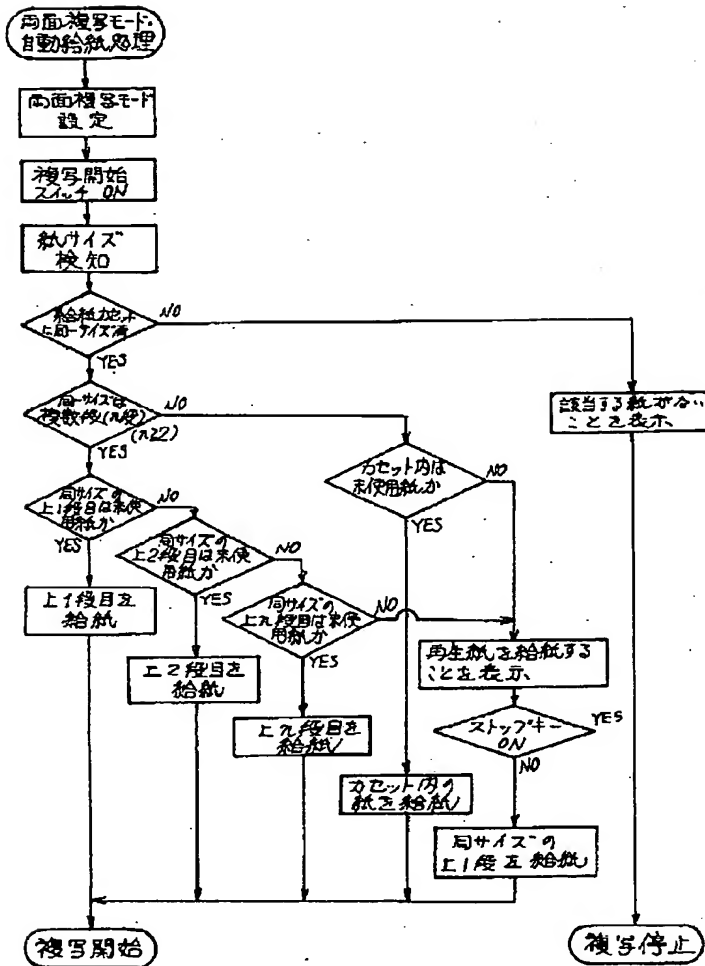 両面複写モード・
自動給紙処理
両面複写モード
設定
複写開始
スイッチ ON
紙サイズ
検知
給紙カセット
NO
YES
同一サイズは
複数段(n段)
(n≧2)
NO
YES
該当する紙がない
ことを表示
カセット内は
未使用紙か
NO
YES
同サイズの
上1段目は未使
用紙か
NO
YES
同サイズの
上2段目は未使
用紙か
NO
YES
上1段目を
給紙
同サイズの
上n段目は未使
用紙か
NO
YES
再生紙を給紙する
ことを表示
上2段目を
給紙
ストップキー
ON
YES
NO
上n段目を
給紙
カセット内の
紙を給紙
同サイズの
上1段を給紙
複写開始
複写停止